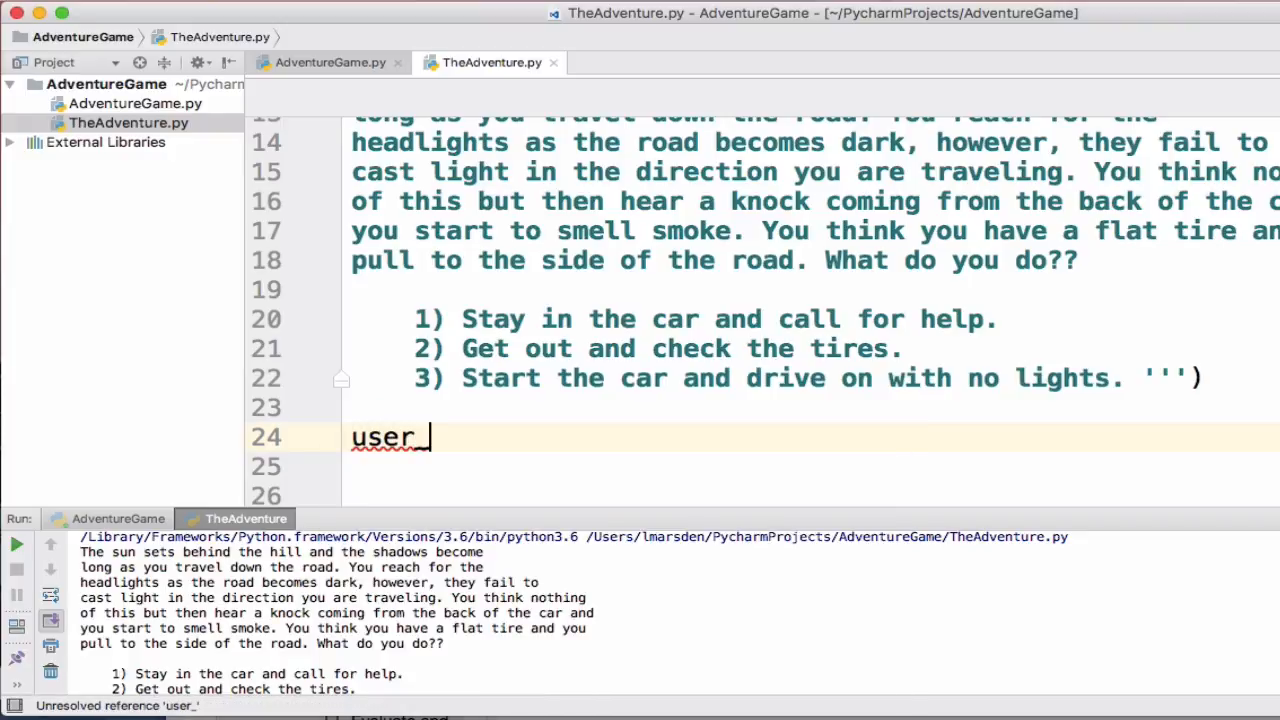 TheAdventure.py - AdventureGame - [~/PycharmProjects/AdventureGame]
AdventureGame
TheAdventure.py
Project
AdventureGame.py
TheAdventure.py
AdventureGame ~/Pycharm
AdventureGame.py
TheAdventure.py
External Libraries
13 long as you travel down the road. You reach for the
14 headlights as the road becomes dark, however, they fail to
15 cast light in the direction you are traveling. You think no
16 of this but then hear a knock coming from the back of the c
17 you start to smell smoke. You think you have a flat tire an
18 pull to the side of the road. What do you do??
19
20 1) Stay in the car and call for help.
21 2) Get out and check the tires.
22 3) Start the car and drive on with no lights. ''')
23
24 user_
25
26
Run: AdventureGame TheAdventure
/Library/Frameworks/Python.framework/Versions/3.6/bin/python3.6 /Users/lmarsden/PycharmProjects/AdventureGame/TheAdventure.py
The sun sets behind the hill and the shadows become
long as you travel down the road. You reach for the
headlights as the road becomes dark, however, they fail to
cast light in the direction you are traveling. You think nothing
of this but then hear a knock coming from the back of the car and
you start to smell smoke. You think you have a flat tire and you
pull to the side of the road. What do you do??
1) Stay in the car and call for help.
2) Get out and check the tires.
Unresolved reference 'user_'